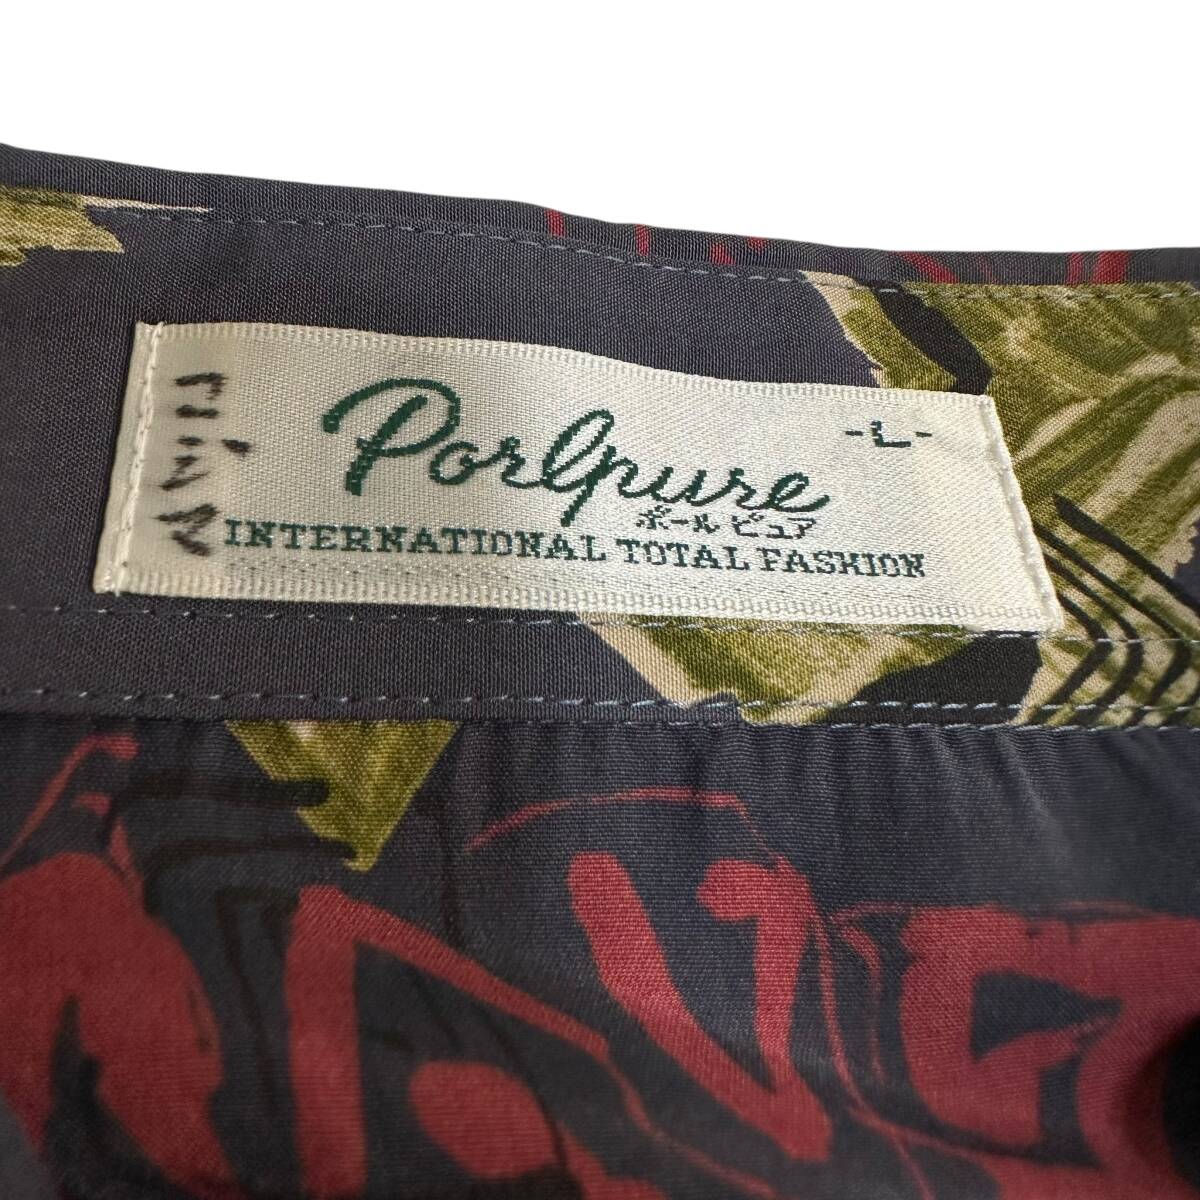 Porlpure
-L-
ポールピュア
INTERNATIONAL TOTAL FASHION